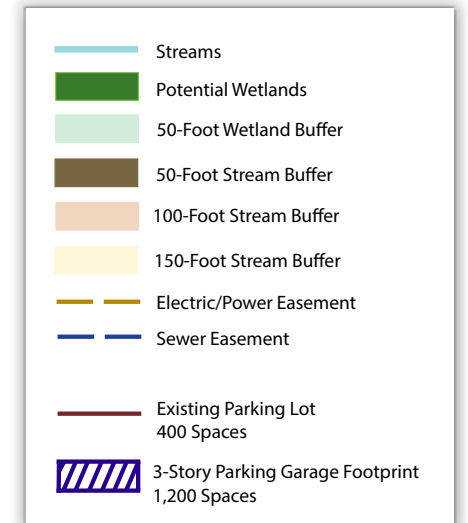 Streams
Potential Wetlands
50-Foot Wetland Buffer
50-Foot Stream Buffer
100-Foot Stream Buffer
150-Foot Stream Buffer
Electric/Power Easement
Sewer Easement
Existing Parking Lot
400 Spaces
3-Story Parking Garage Footprint
1,200 Spaces